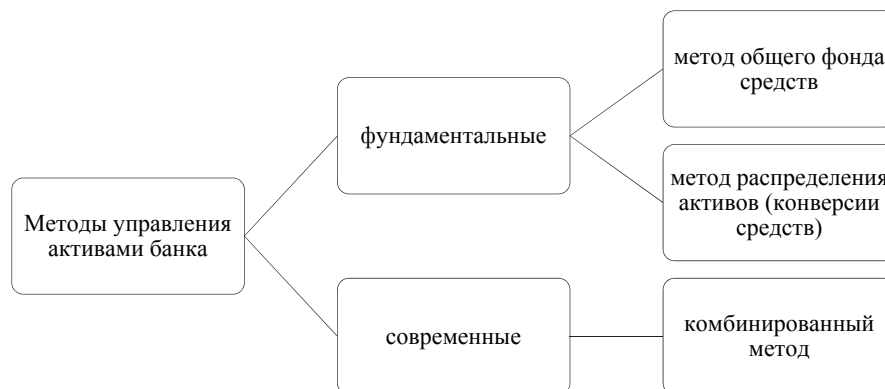 Методы управления
активами банка
фундаментальные
метод общего фонда
средств
метод распределения
активов (конверсии
средств)
современные
комбинированный
метод